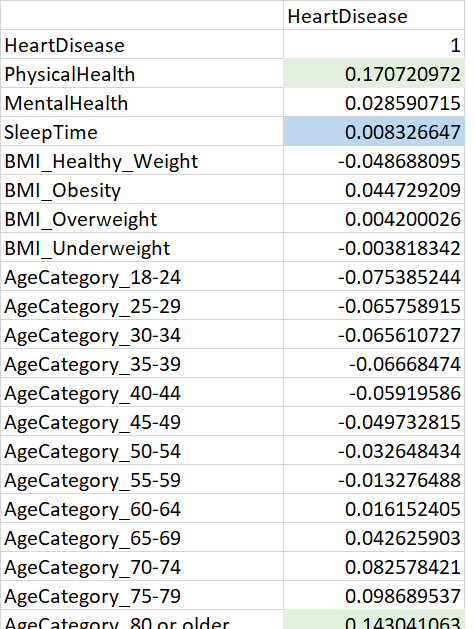 HeartDisease
HeartDisease 1
PhysicalHealth 0.170720972
MentalHealth 0.028590715
SleepTime 0.008326647
BMI_Healthy_Weight -0.048688095
BMI_Obesity 0.044729209
BMI_Overweight 0.004200026
BMI_Underweight -0.003818342
AgeCategory_18-24 -0.075385244
AgeCategory_25-29 -0.065758915
AgeCategory_30-34 -0.065610727
AgeCategory_35-39 -0.06668474
AgeCategory_40-44 -0.05919586
AgeCategory_45-49 -0.049732815
AgeCategory_50-54 -0.032648434
AgeCategory_55-59 -0.013276488
AgeCategory_60-64 0.016152405
AgeCategory_65-69 0.042625903
AgeCategory_70-74 0.082578421
AgeCategory_75-79 0.098689537
AgeCategory_80 or older 0.143041063